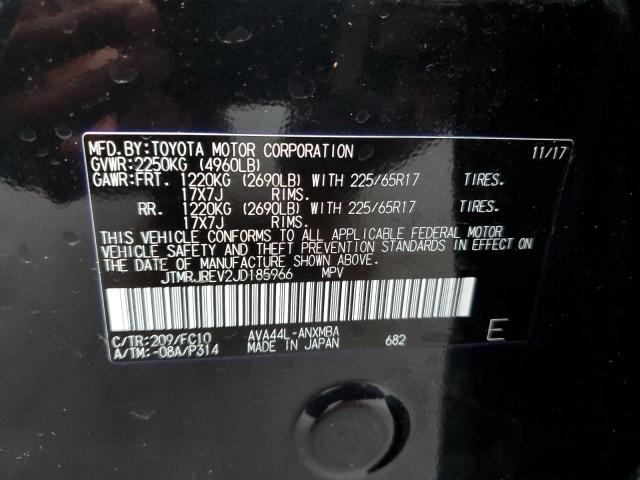 MFD.BY:TOYOTA MOTOR CORPORATION 11/17
GVWR:2250KG (4960LB)
GAWR:FRT. 1220KG (2690LB) WITH 225/65R17 TIRES.
17X7J RIMS.
RR. 1220KG (2690LB) WITH 225/65R17 TIRES.
17X7J RIMS.
THIS VEHICLE CONFORMS TO ALL APPLICABLE FEDERAL MOTOR
VEHICLE SAFETY AND THEFT PREVENTION STANDARDS IN EFFECT ON
THE DATE OF MANUFACTURE SHOWN ABOVE.
JTMRJREV2JD185966 MPV
C/TR:209/FC10 AVA44L-ANXMBA 682 E
A/TM:-08A/P314 MADE IN JAPAN